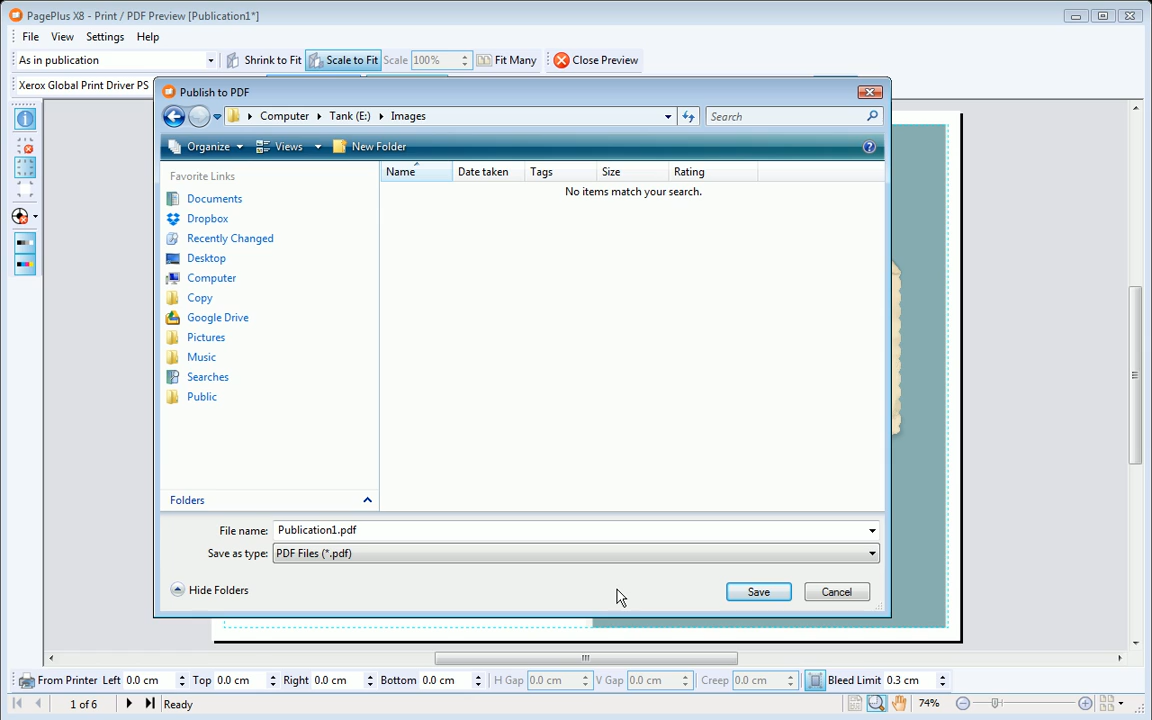 PagePlus X8 - Print / PDF Preview [Publication1*]
File View Settings Help
As in publication Shrink to Fit Scale to Fit Scale 100% Fit Many Close Preview
Xerox Global Print Driver PS
Publish to PDF
Computer Tank (E:) Images Search
Organize Views New Folder ?
Favorite Links
Name Date taken Tags Size Rating
No items match your search.
Documents
Dropbox
Recently Changed
Desktop
Computer
Copy
Google Drive
Pictures
Music
Searches
Public
Folders
File name: Publication1.pdf
Save as type: PDF Files (*.pdf)
Hide Folders Save Cancel
From Printer Left 0.0 cm Top 0.0 cm Right 0.0 cm Bottom 0.0 cm H Gap 0.0 cm V Gap 0.0 cm Creep 0.0 cm Bleed Limit 0.3 cm
1 of 6 Ready 74%